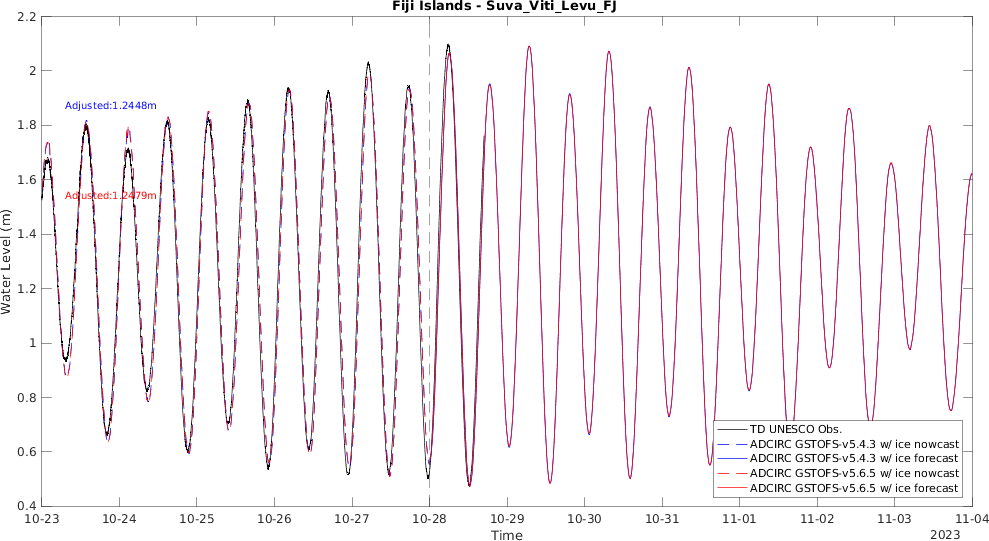 Fiji Islands - Suva_Viti_Levu_FJ
2.2
2
1.8
1.6
1.4
1.2
1
0.8
0.6
0.4
Water Level (m)
Adjusted:1.2448m
Adjusted:1.2479m
TD UNESCO Obs.
ADCIRC GSTOFS-v5.4.3 w/ ice nowcast
ADCIRC GSTOFS-v5.4.3 w/ ice forecast
ADCIRC GSTOFS-v5.6.5 w/ ice nowcast
ADCIRC GSTOFS-v5.6.5 w/ ice forecast
10-23 10-24 10-25 10-26 10-27 10-28 10-29 10-30 10-31 11-01 11-02 11-03 11-04
Time
2023